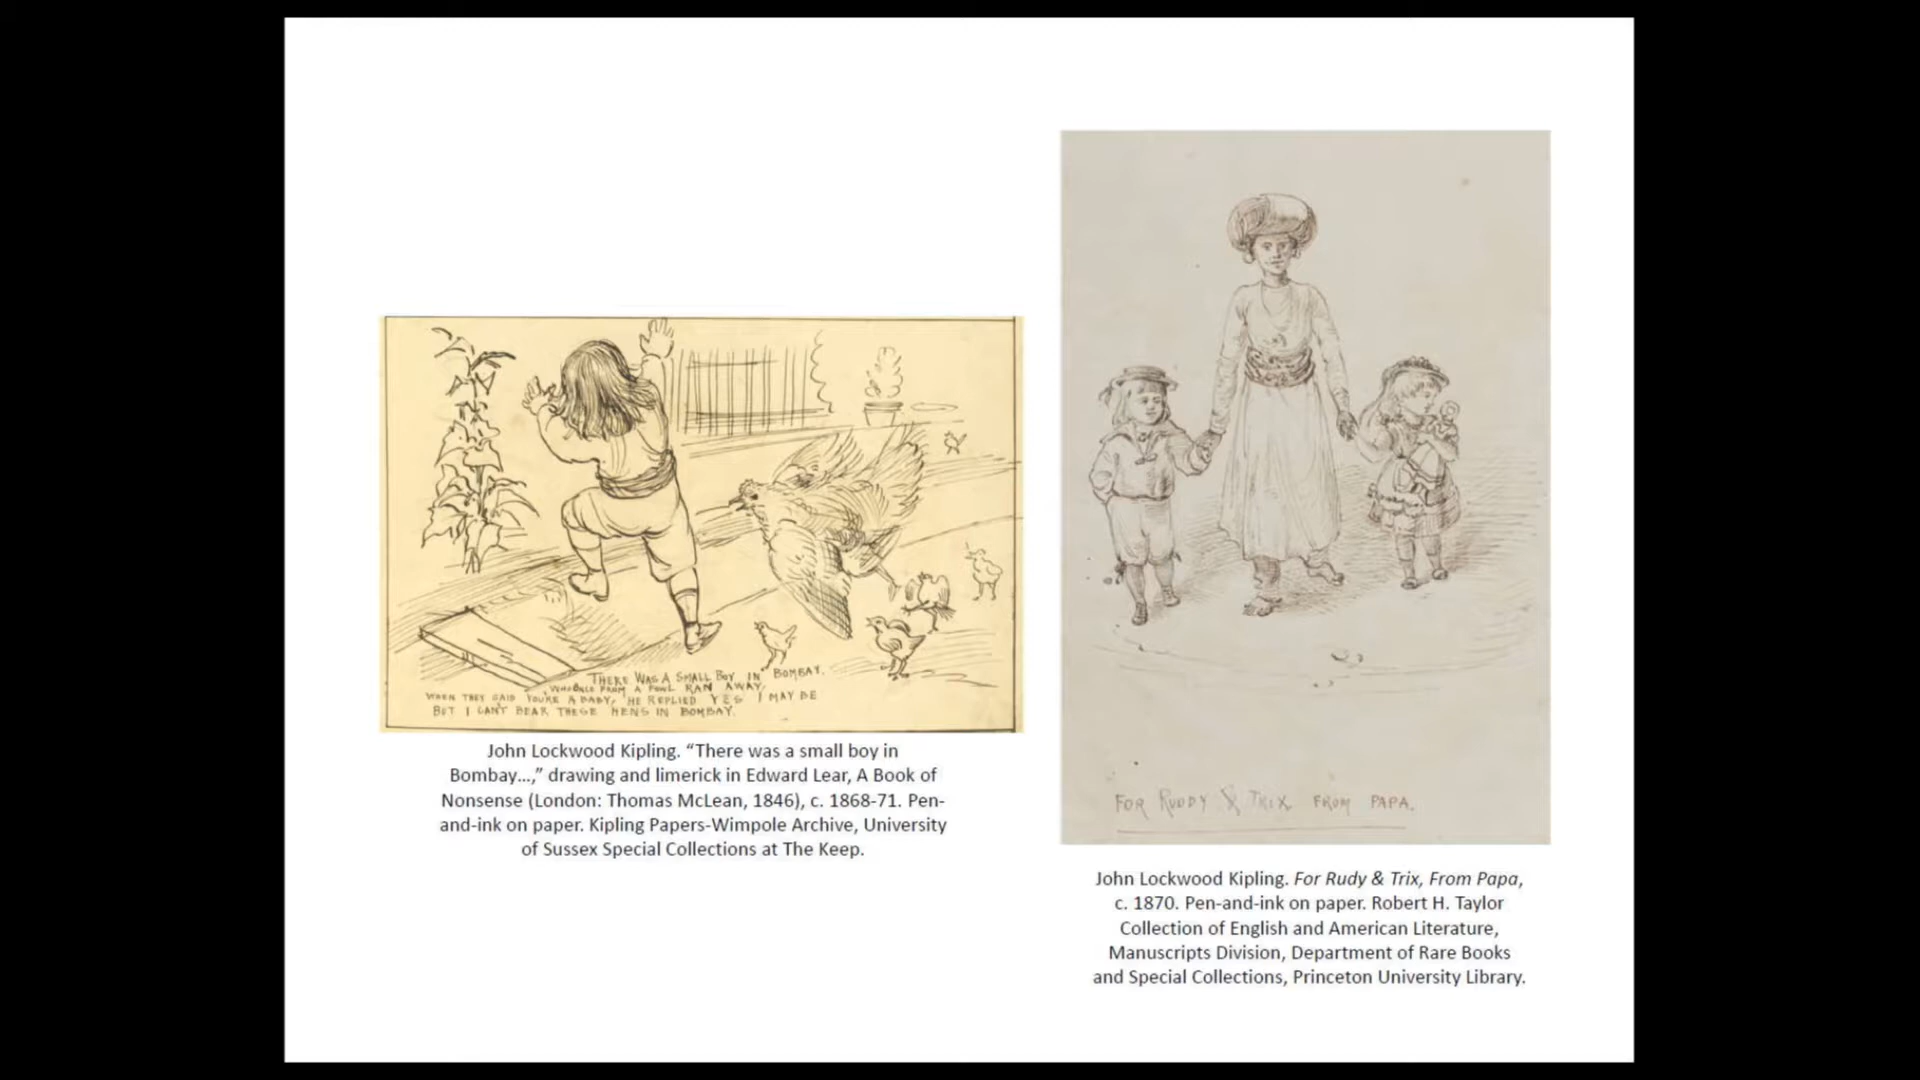 THERE WAS A SMALL BOY IN BOMBAY.
WHO ONCE FROM A FOWL RAN AWAY,
WHEN THEY SAID YOU'RE A BABY, HE REPLIED YES I MAY BE
BUT I CAN'T BEAR THESE HENS IN BOMBAY.
John Lockwood Kipling. “There was a small boy in
Bombay...,” drawing and limerick in Edward Lear, A Book of
Nonsense (London: Thomas McLean, 1846), c. 1868-71. Pen-
and-ink on paper. Kipling Papers-Wimpole Archive, University
of Sussex Special Collections at The Keep.
FOR RUDDY & TRIX FROM PAPA.
John Lockwood Kipling. For Rudy & Trix, From Papa,
c. 1870. Pen-and-ink on paper. Robert H. Taylor
Collection of English and American Literature,
Manuscripts Division, Department of Rare Books
and Special Collections, Princeton University Library.